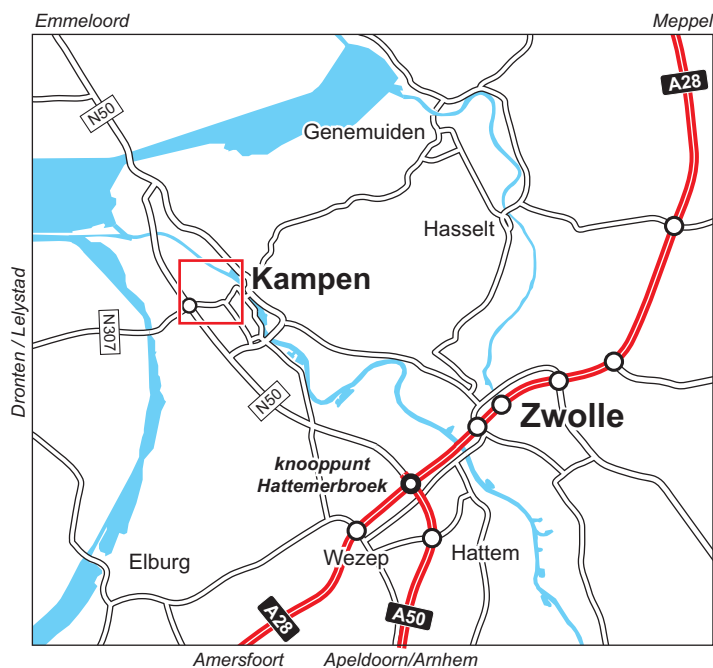 Emmeloord
Meppel
A28
N50
Genemuiden
Hasselt
Kampen
N307
Dronten / Lelystad
N50
Zwolle
knooppunt
Hattemerbroek
Wezep
Hattem
Elburg
A28
A50
Amersfoort
Apeldoorn/Arnhem